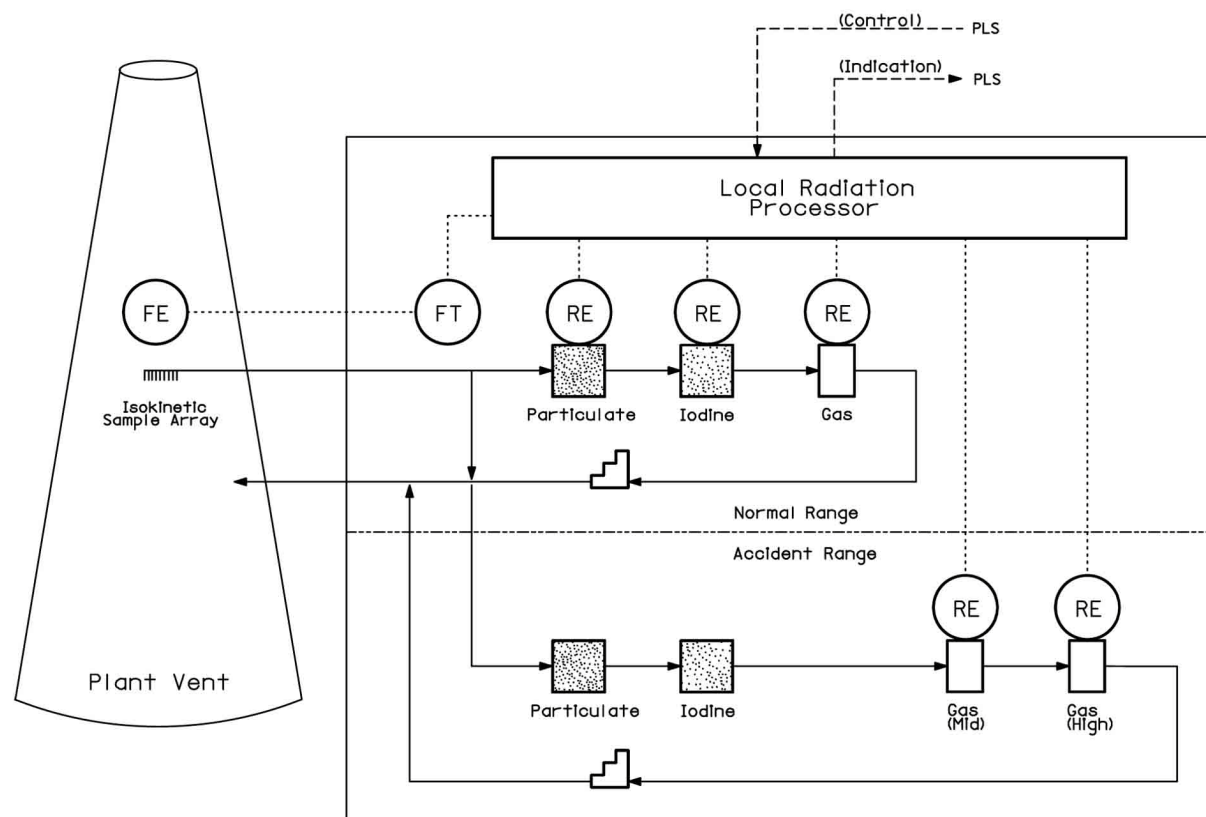 (Control)
PLS
(Indication)
PLS
Local Radiation
Processor
FE
FT
RE
RE
RE
Isokinetic
Sample Array
Particulate
Iodine
Gas
Normal Range
Accident Range
RE
RE
Plant Vent
Particulate
Iodine
Gas
(Mid)
Gas
(High)